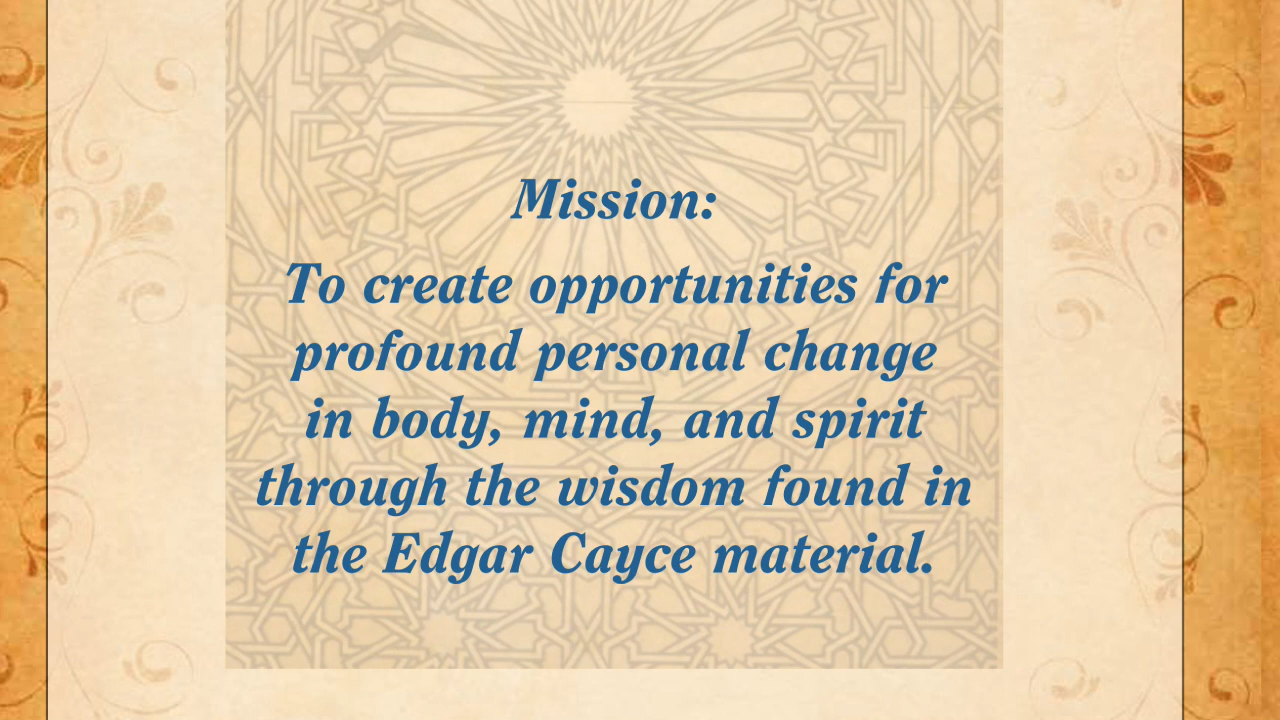 Mission:
To create opportunities for
profound personal change
in body, mind, and spirit
through the wisdom found in
the Edgar Cayce material.